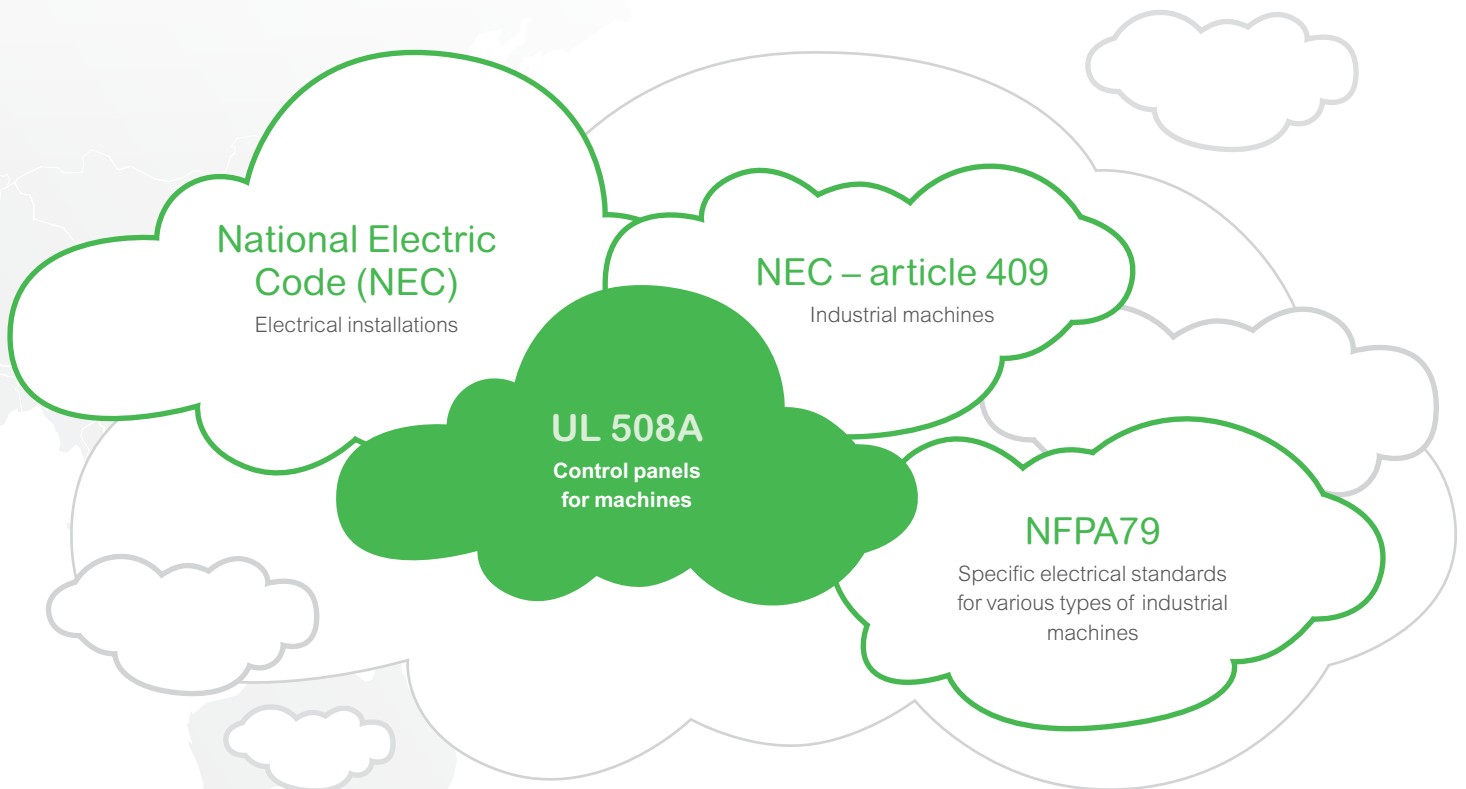 National Electric
Code (NEC)
Electrical installations
NEC – article 409
Industrial machines
UL 508A
Control panels
for machines
NFPA79
Specific electrical standards
for various types of industrial
machines